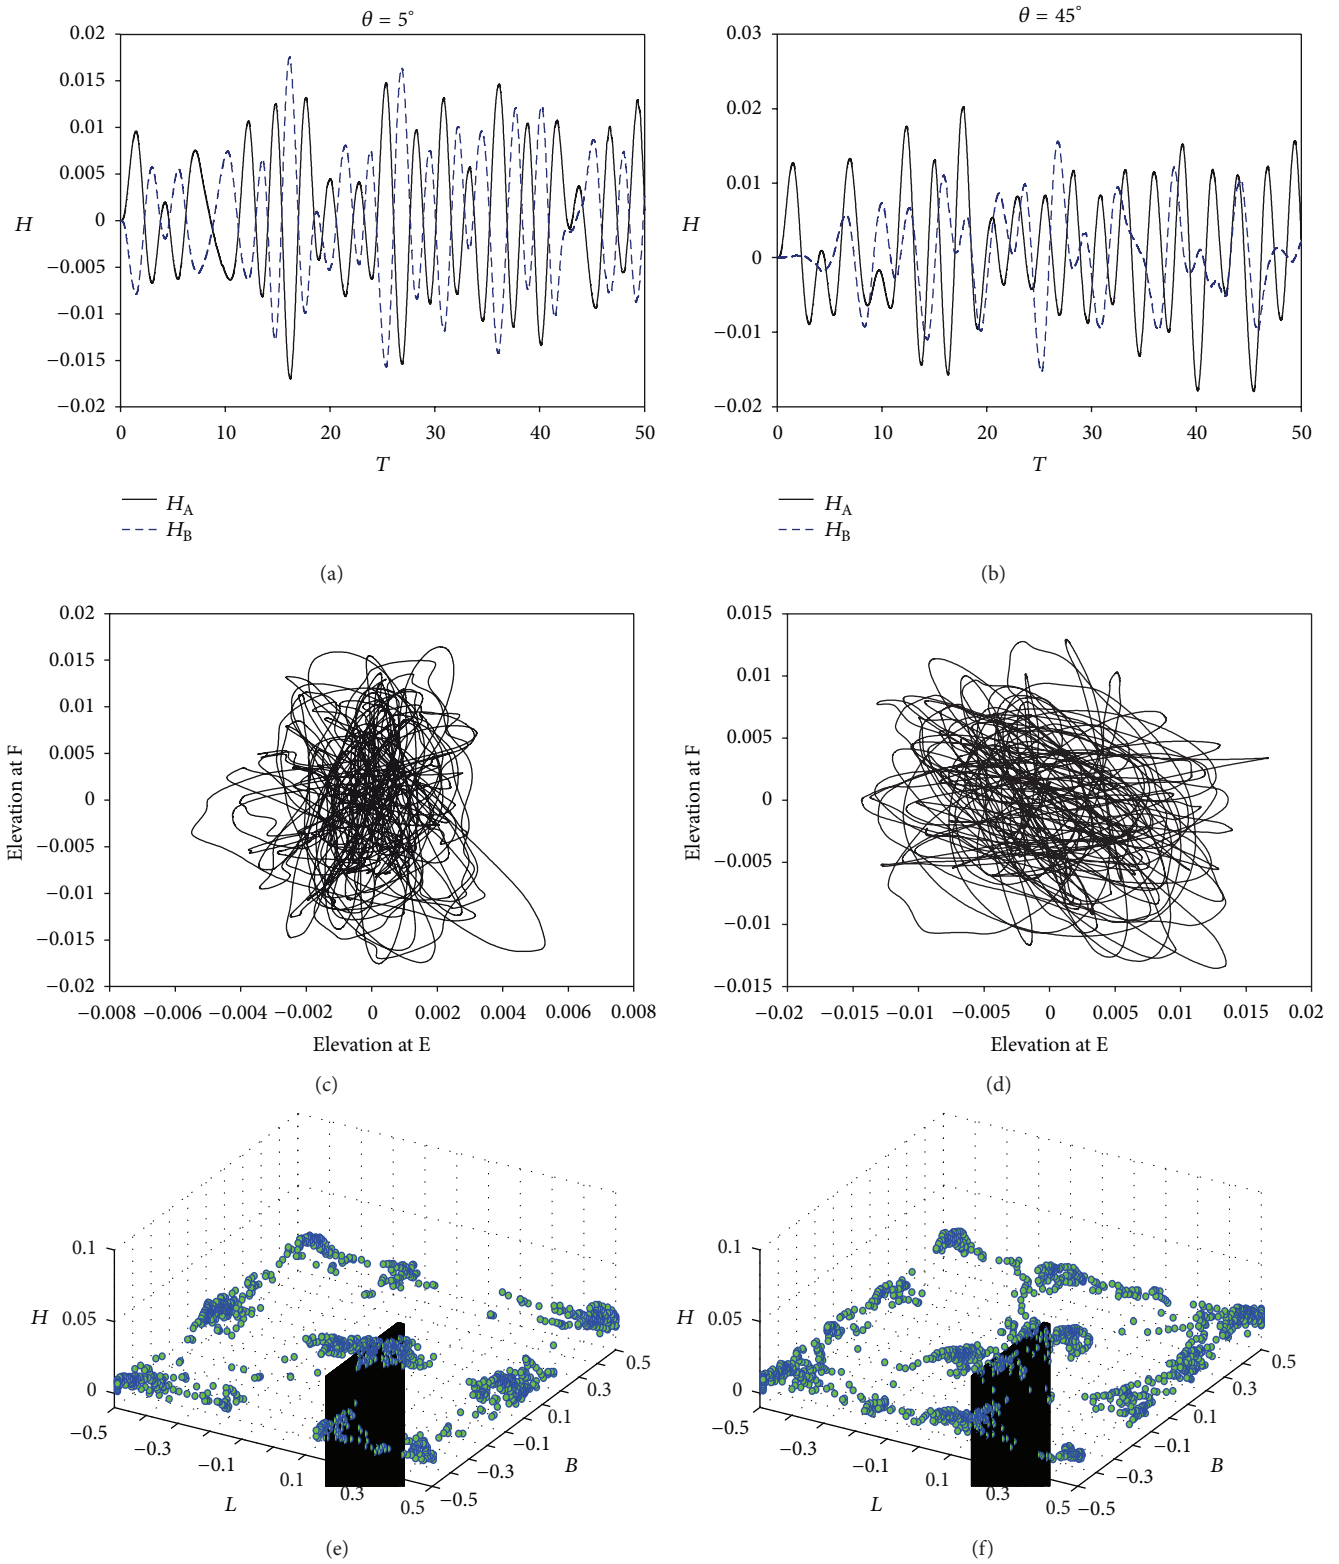 θ = 5°
0.02
0.015
0.01
0.005
0
−0.005
−0.01
−0.015
−0.02
H
0 10 20 30 40 50
T
H_A
H_B
(a)
θ = 45°
0.03
0.02
0.01
0
−0.01
−0.02
H
0 10 20 30 40 50
T
H_A
H_B
(b)
0.02
0.015
0.01
0.005
0
−0.005
−0.01
−0.015
−0.02
Elevation at F
−0.008 −0.006 −0.004 −0.002 0 0.002 0.004 0.006 0.008
Elevation at E
(c)
0.015
0.01
0.005
0
−0.005
−0.01
−0.015
Elevation at F
−0.02 −0.015 −0.01 −0.005 0 0.005 0.01 0.015 0.02
Elevation at E
(d)
0.1
0.05
0
H
−0.5 −0.3 −0.1 0.1 0.3 0.5
L
−0.5 −0.3 −0.1 0.1 0.3 0.5
B
(e)
0.1
0.05
0
H
−0.5 −0.3 −0.1 0.1 0.3 0.5
L
−0.5 −0.3 −0.1 0.1 0.3 0.5
B
(f)